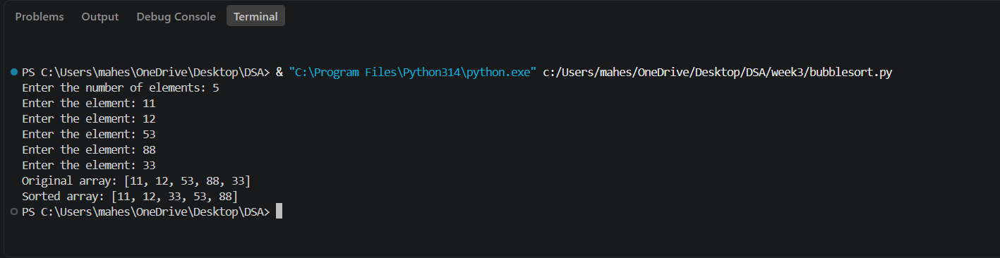 Problems Output Debug Console Terminal
PS C:\Users\mahes\OneDrive\Desktop\DSA> & "C:\Program Files\Python314\python.exe" c:/Users/mahes/OneDrive/Desktop/DSA/week3/bubblesort.py
Enter the number of elements: 5
Enter the element: 11
Enter the element: 12
Enter the element: 53
Enter the element: 88
Enter the element: 33
Original array: [11, 12, 53, 88, 33]
Sorted array: [11, 12, 33, 53, 88]
PS C:\Users\mahes\OneDrive\Desktop\DSA>